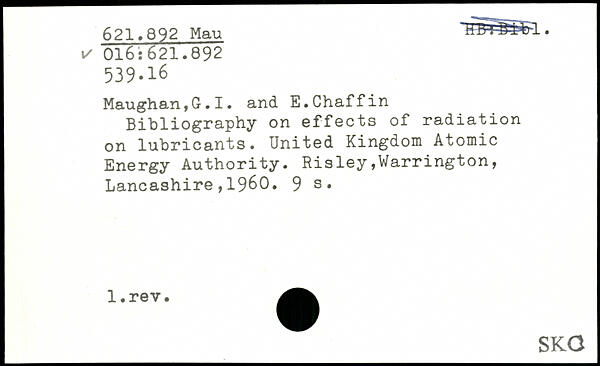 621.892 Mau
HB:Bibl.
✓ 016:621.892
539.16
Maughan,G.I. and E.Chaffin
Bibliography on effects of radiation
on lubricants. United Kingdom Atomic
Energy Authority. Risley,Warrington,
Lancashire,1960. 9 s.
1.rev.
SKC